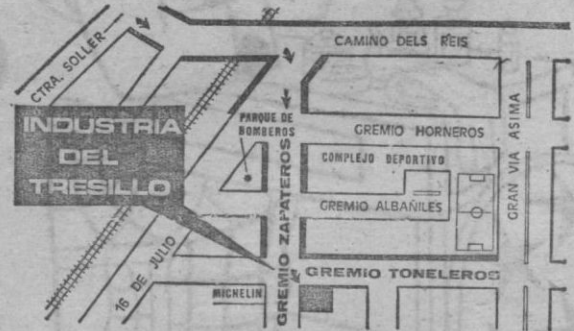 CAMINO DELS REIS
CTRA. SOLLER
INDUSTRIA
DEL
TRESILLO
PARQUE DE
BOMBEROS
GREMIO HORNEROS
COMPLEJO DEPORTIVO
GREMIO ALBAÑILES
GRAN VIA ASIMA
GREMIO ZAPATEROS
16 DE JULIO
GREMIO TONELEROS
MICHELIN